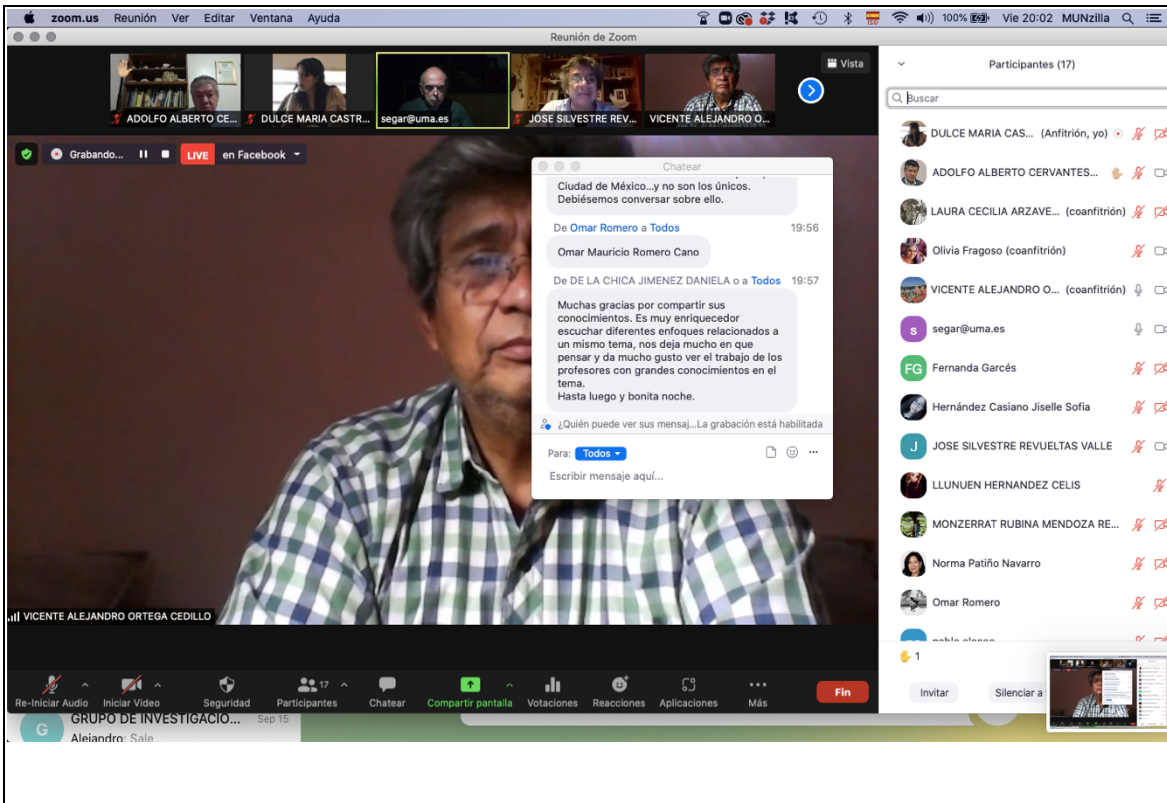 zoom.us Reunión Ver Editar Ventana Ayuda
100% Vie 20:02 MUNzilla
Reunión de Zoom
ADOLFO ALBERTO CE...
DULCE MARIA CASTR...
segar@uma.es
JOSE SILVESTRE REV...
VICENTE ALEJANDRO O...
Vista
Grabando... LIVE en Facebook
Chatear
Ciudad de México...y no son los únicos.
Debiésemos conversar sobre ello.
De Omar Romero a Todos 19:56
Omar Mauricio Romero Cano
De DE LA CHICA JIMENEZ DANIELA o a Todos 19:57
Muchas gracias por compartir sus
conocimientos. Es muy enriquecedor
escuchar diferentes enfoques relacionados a
un mismo tema, nos deja mucho en que
pensar y da mucho gusto ver el trabajo de los
profesores con grandes conocimientos en el
tema.
Hasta luego y bonita noche.
¿Quién puede ver sus mensaj...La grabación está habilitada
Para: Todos
Escribir mensaje aquí...
VICENTE ALEJANDRO ORTEGA CEDILLO
Participantes (17)
Buscar
DULCE MARIA CAS... (Anfitrión, yo)
ADOLFO ALBERTO CERVANTES...
LAURA CECILIA ARZAVE... (coanfitrión)
Olivia Fragoso (coanfitrión)
VICENTE ALEJANDRO O... (coanfitrión)
s segar@uma.es
FG Fernanda Garcés
Hernández Casiano Jiselle Sofia
J JOSE SILVESTRE REVUELTAS VALLE
LLUNUEN HERNANDEZ CELIS
MONZERRAT RUBINA MENDOZA RE...
Norma Patiño Navarro
Omar Romero
1
Invitar Silenciar a
Re-Iniciar Audio Iniciar Video Seguridad Participantes 17 Chatear Compartir pantalla Votaciones Reacciones Aplicaciones Más Fin
G GRUPO DE INVESTIGACIO... Sep 15
Alejandro: Sale